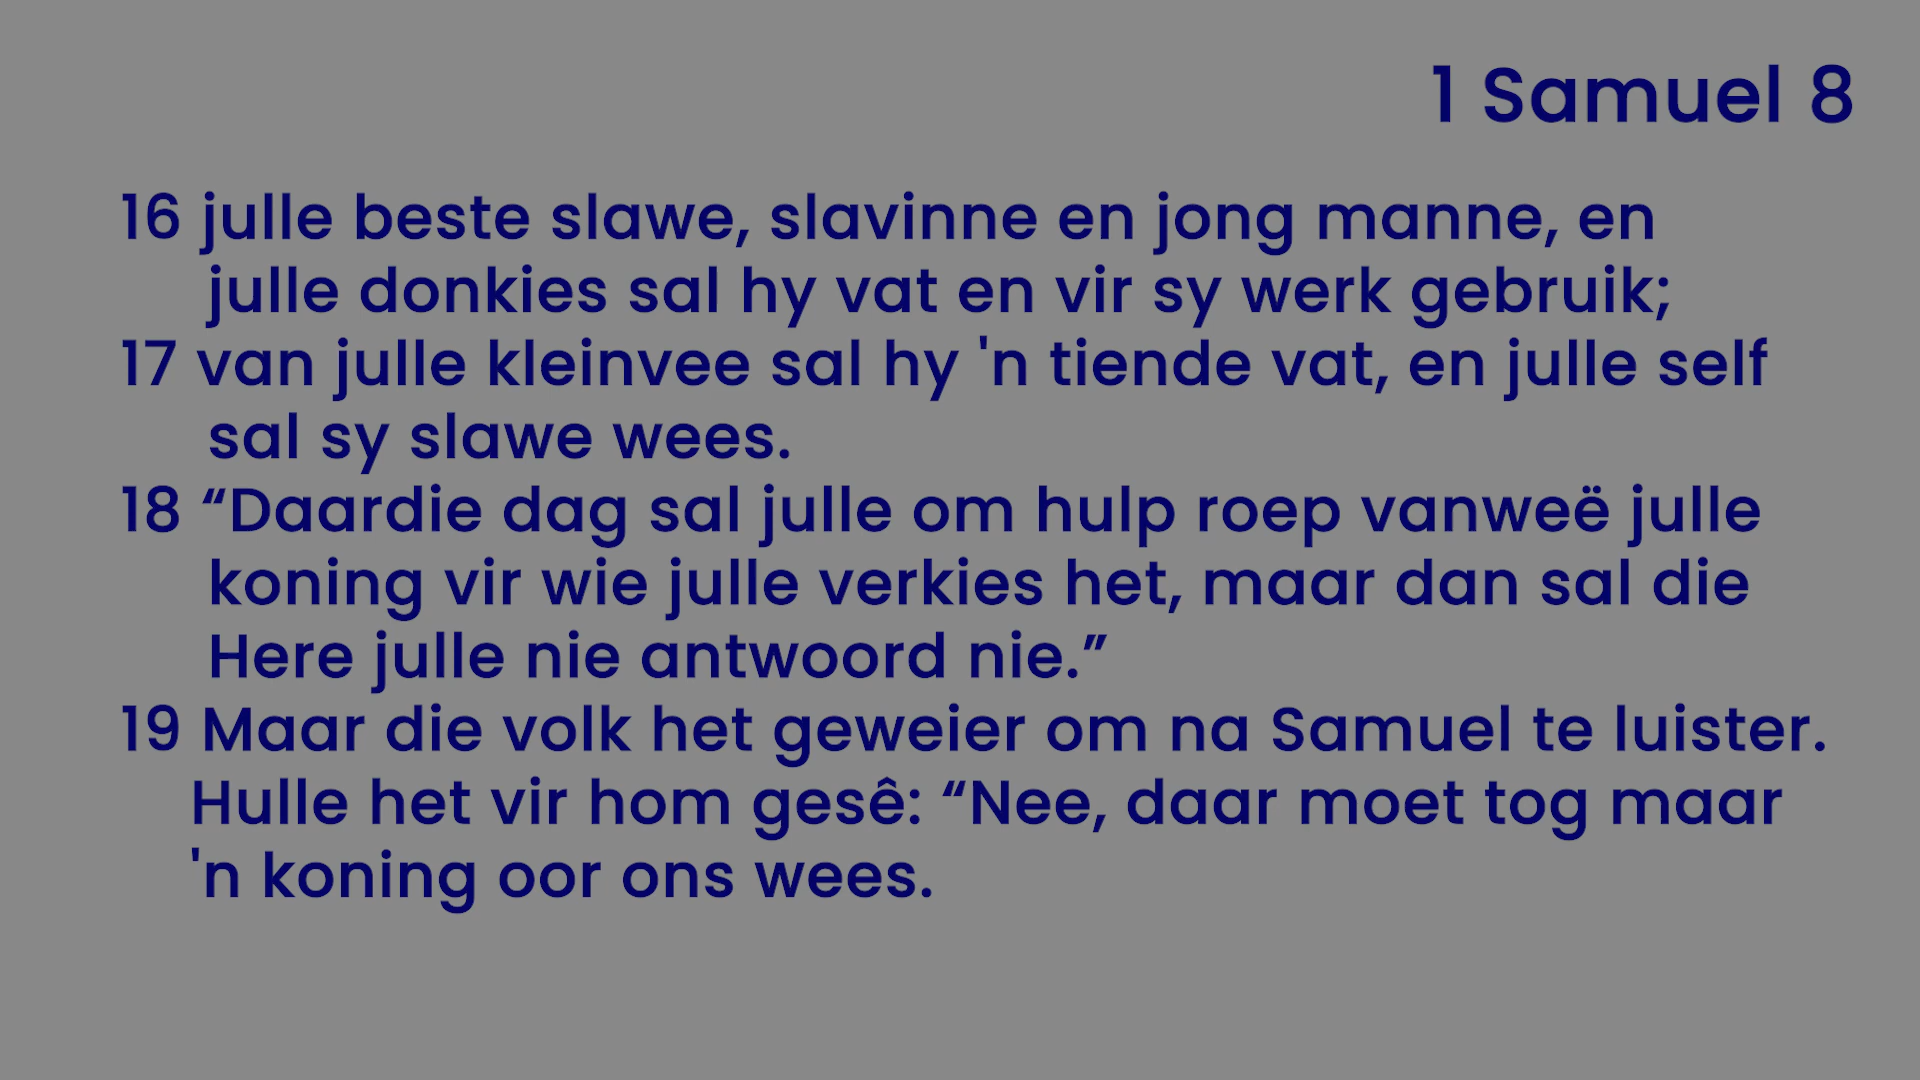 1 Samuel 8
16 julle beste slawe, slavinne en jong manne, en
julle donkies sal hy vat en vir sy werk gebruik;
17 van julle kleinvee sal hy 'n tiende vat, en julle self
sal sy slawe wees.
18 “Daardie dag sal julle om hulp roep vanweë julle
koning vir wie julle verkies het, maar dan sal die
Here julle nie antwoord nie.”
19 Maar die volk het geweier om na Samuel te luister.
Hulle het vir hom gesê: “Nee, daar moet tog maar
'n koning oor ons wees.